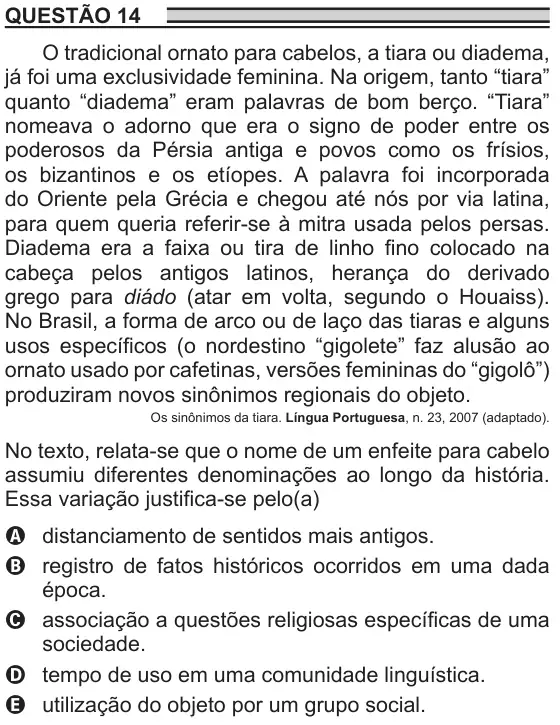 QUESTÃO 14
O tradicional ornato para cabelos, a tiara ou diadema,
já foi uma exclusividade feminina. Na origem, tanto “tiara”
quanto “diadema” eram palavras de bom berço. “Tiara”
nomeava o adorno que era o signo de poder entre os
poderosos da Pérsia antiga e povos como os frísios,
os bizantinos e os etíopes. A palavra foi incorporada
do Oriente pela Grécia e chegou até nós por via latina,
para quem queria referir-se à mitra usada pelos persas.
Diadema era a faixa ou tira de linho fino colocado na
cabeça pelos antigos latinos, herança do derivado
grego para diádo (atar em volta, segundo o Houaiss).
No Brasil, a forma de arco ou de laço das tiaras e alguns
usos específicos (o nordestino “gigolete” faz alusão ao
ornato usado por cafetinas, versões femininas do “gigolô”)
produziram novos sinônimos regionais do objeto.
Os sinônimos da tiara. Língua Portuguesa, n. 23, 2007 (adaptado).
No texto, relata-se que o nome de um enfeite para cabelo
assumiu diferentes denominações ao longo da história.
Essa variação justifica-se pelo(a)
A distanciamento de sentidos mais antigos.
B registro de fatos históricos ocorridos em uma dada
época.
C associação a questões religiosas específicas de uma
sociedade.
D tempo de uso em uma comunidade linguística.
E utilização do objeto por um grupo social.